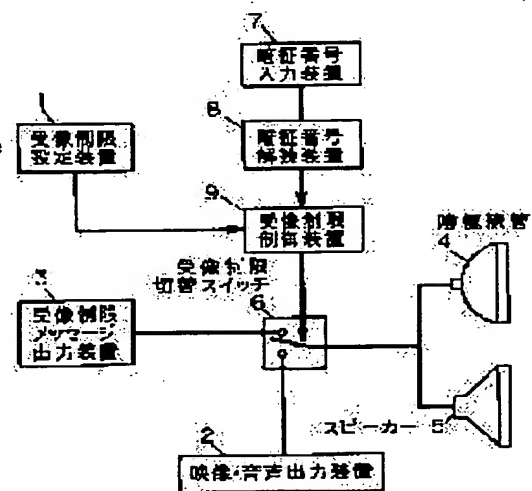 7
暗証番号
入力装置
8
暗証番号
解読装置
1
受像制限
設定装置
9
受像制限
制御装置
陰極線管
4
受像制限
切替スイッチ
6
3
受像制限
メッセージ
出力装置
スピーカー 5
2
映像・音声出力装置